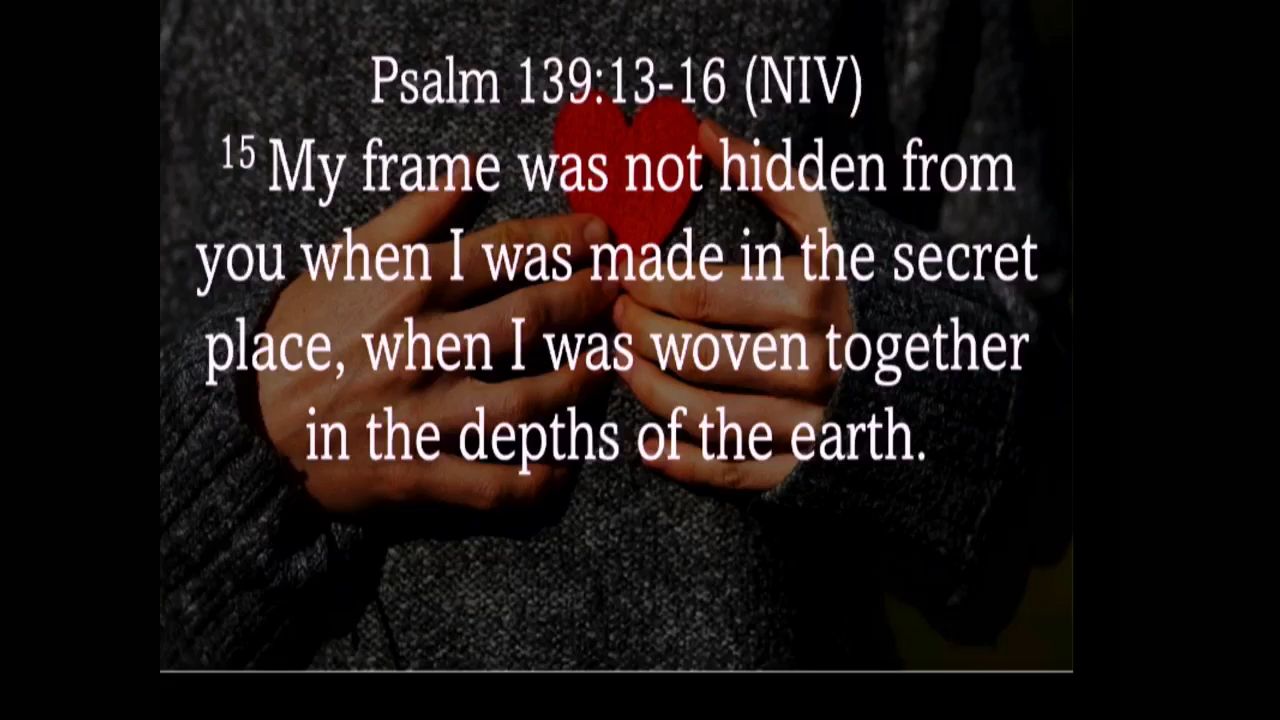 Psalm 139:13-16 (NIV)
15 My frame was not hidden from
you when I was made in the secret
place, when I was woven together
in the depths of the earth.